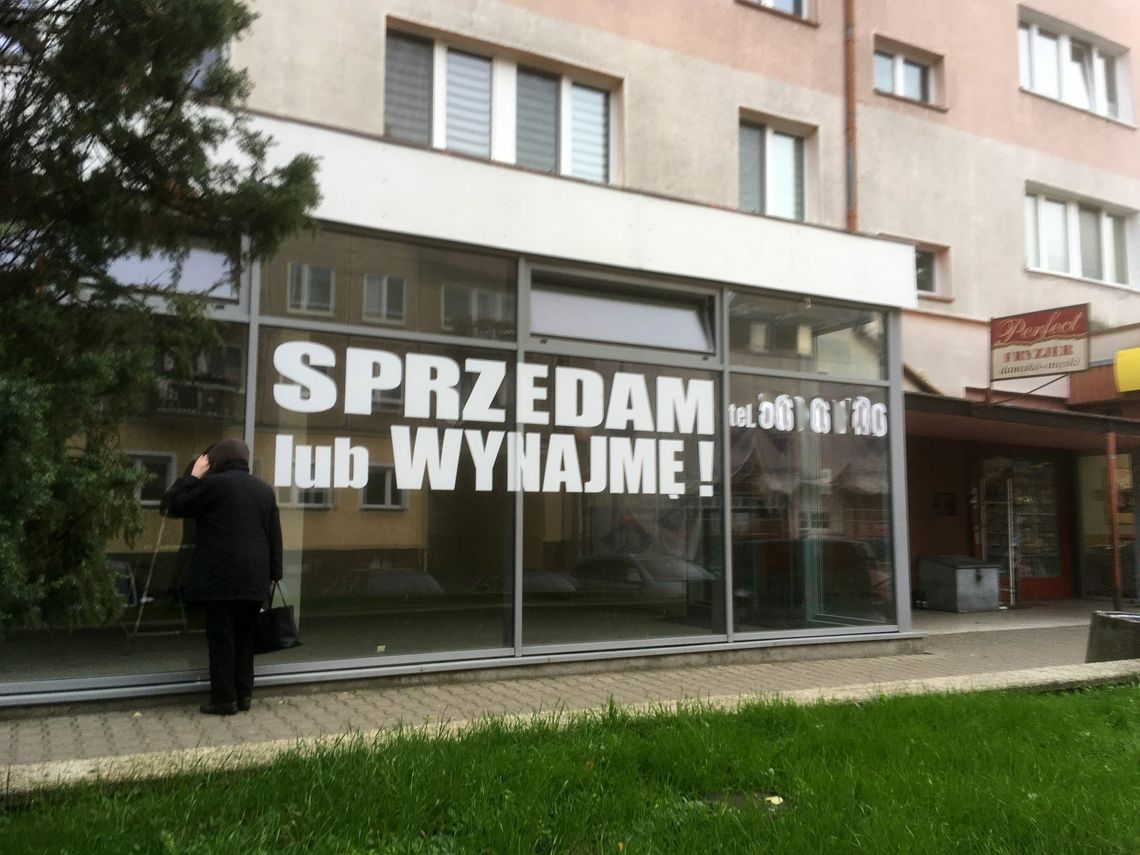 SPRZEDAM
lub WYNAJMĘ!
tel.
Perfect
FRYZJER
damsko-męski